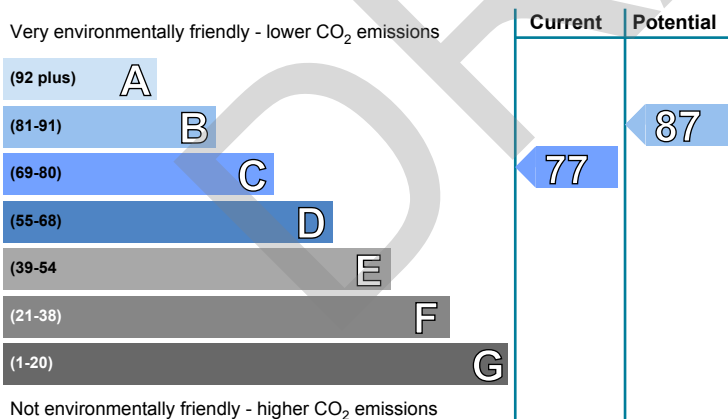 Very environmentally friendly - lower CO₂ emissions
Current Potential
(92 plus) A
(81-91) B
87
(69-80) C
77
(55-68) D
(39-54 E
(21-38) F
(1-20) G
Not environmentally friendly - higher CO₂ emissions